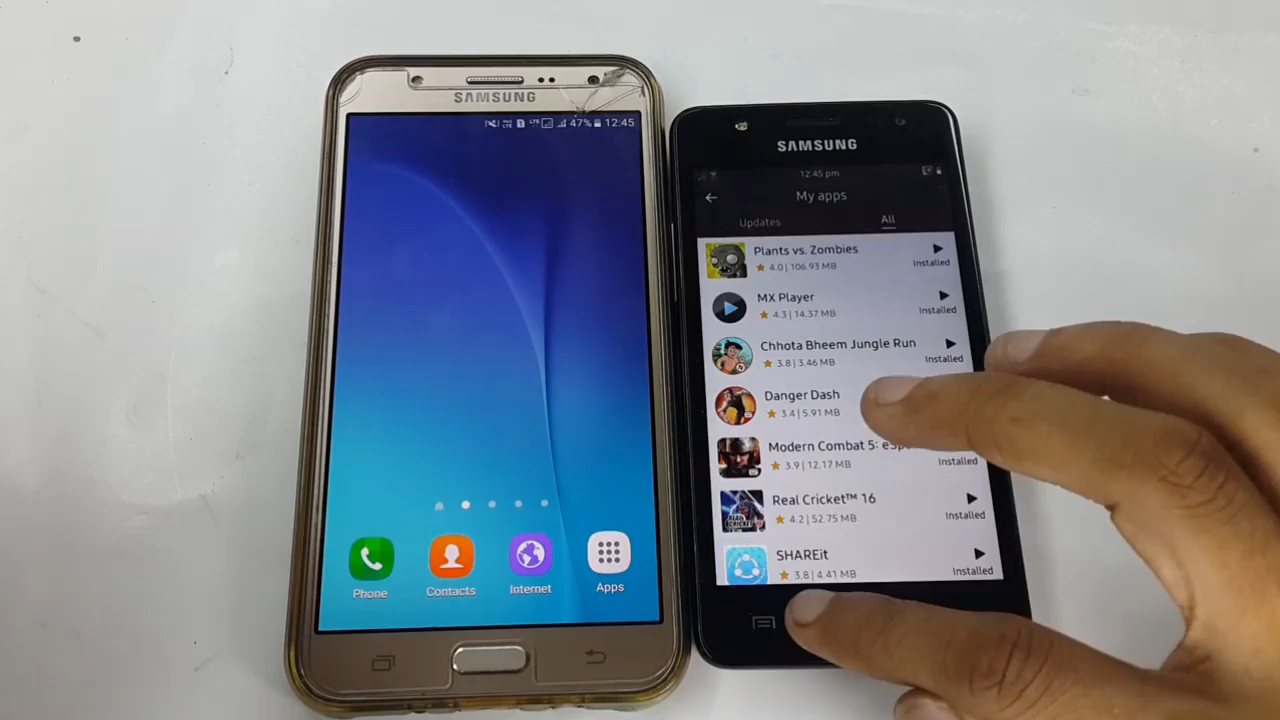 SAMSUNG
LTE
47%
12:45
Phone
Contacts
Internet
Apps
SAMSUNG
12:45 pm
My apps
Updates
All
Plants vs. Zombies
4.0 | 106.93 MB
Installed
MX Player
4.3 | 14.37 MB
Installed
Chhota Bheem Jungle Run
3.8 | 3.46 MB
Installed
Danger Dash
3.4 | 5.91 MB
Modern Combat 5:
3.9 | 12.17 MB
Installed
Real Cricket™ 16
4.2 | 52.75 MB
Installed
SHAREit
3.8 | 4.41 MB
Installed